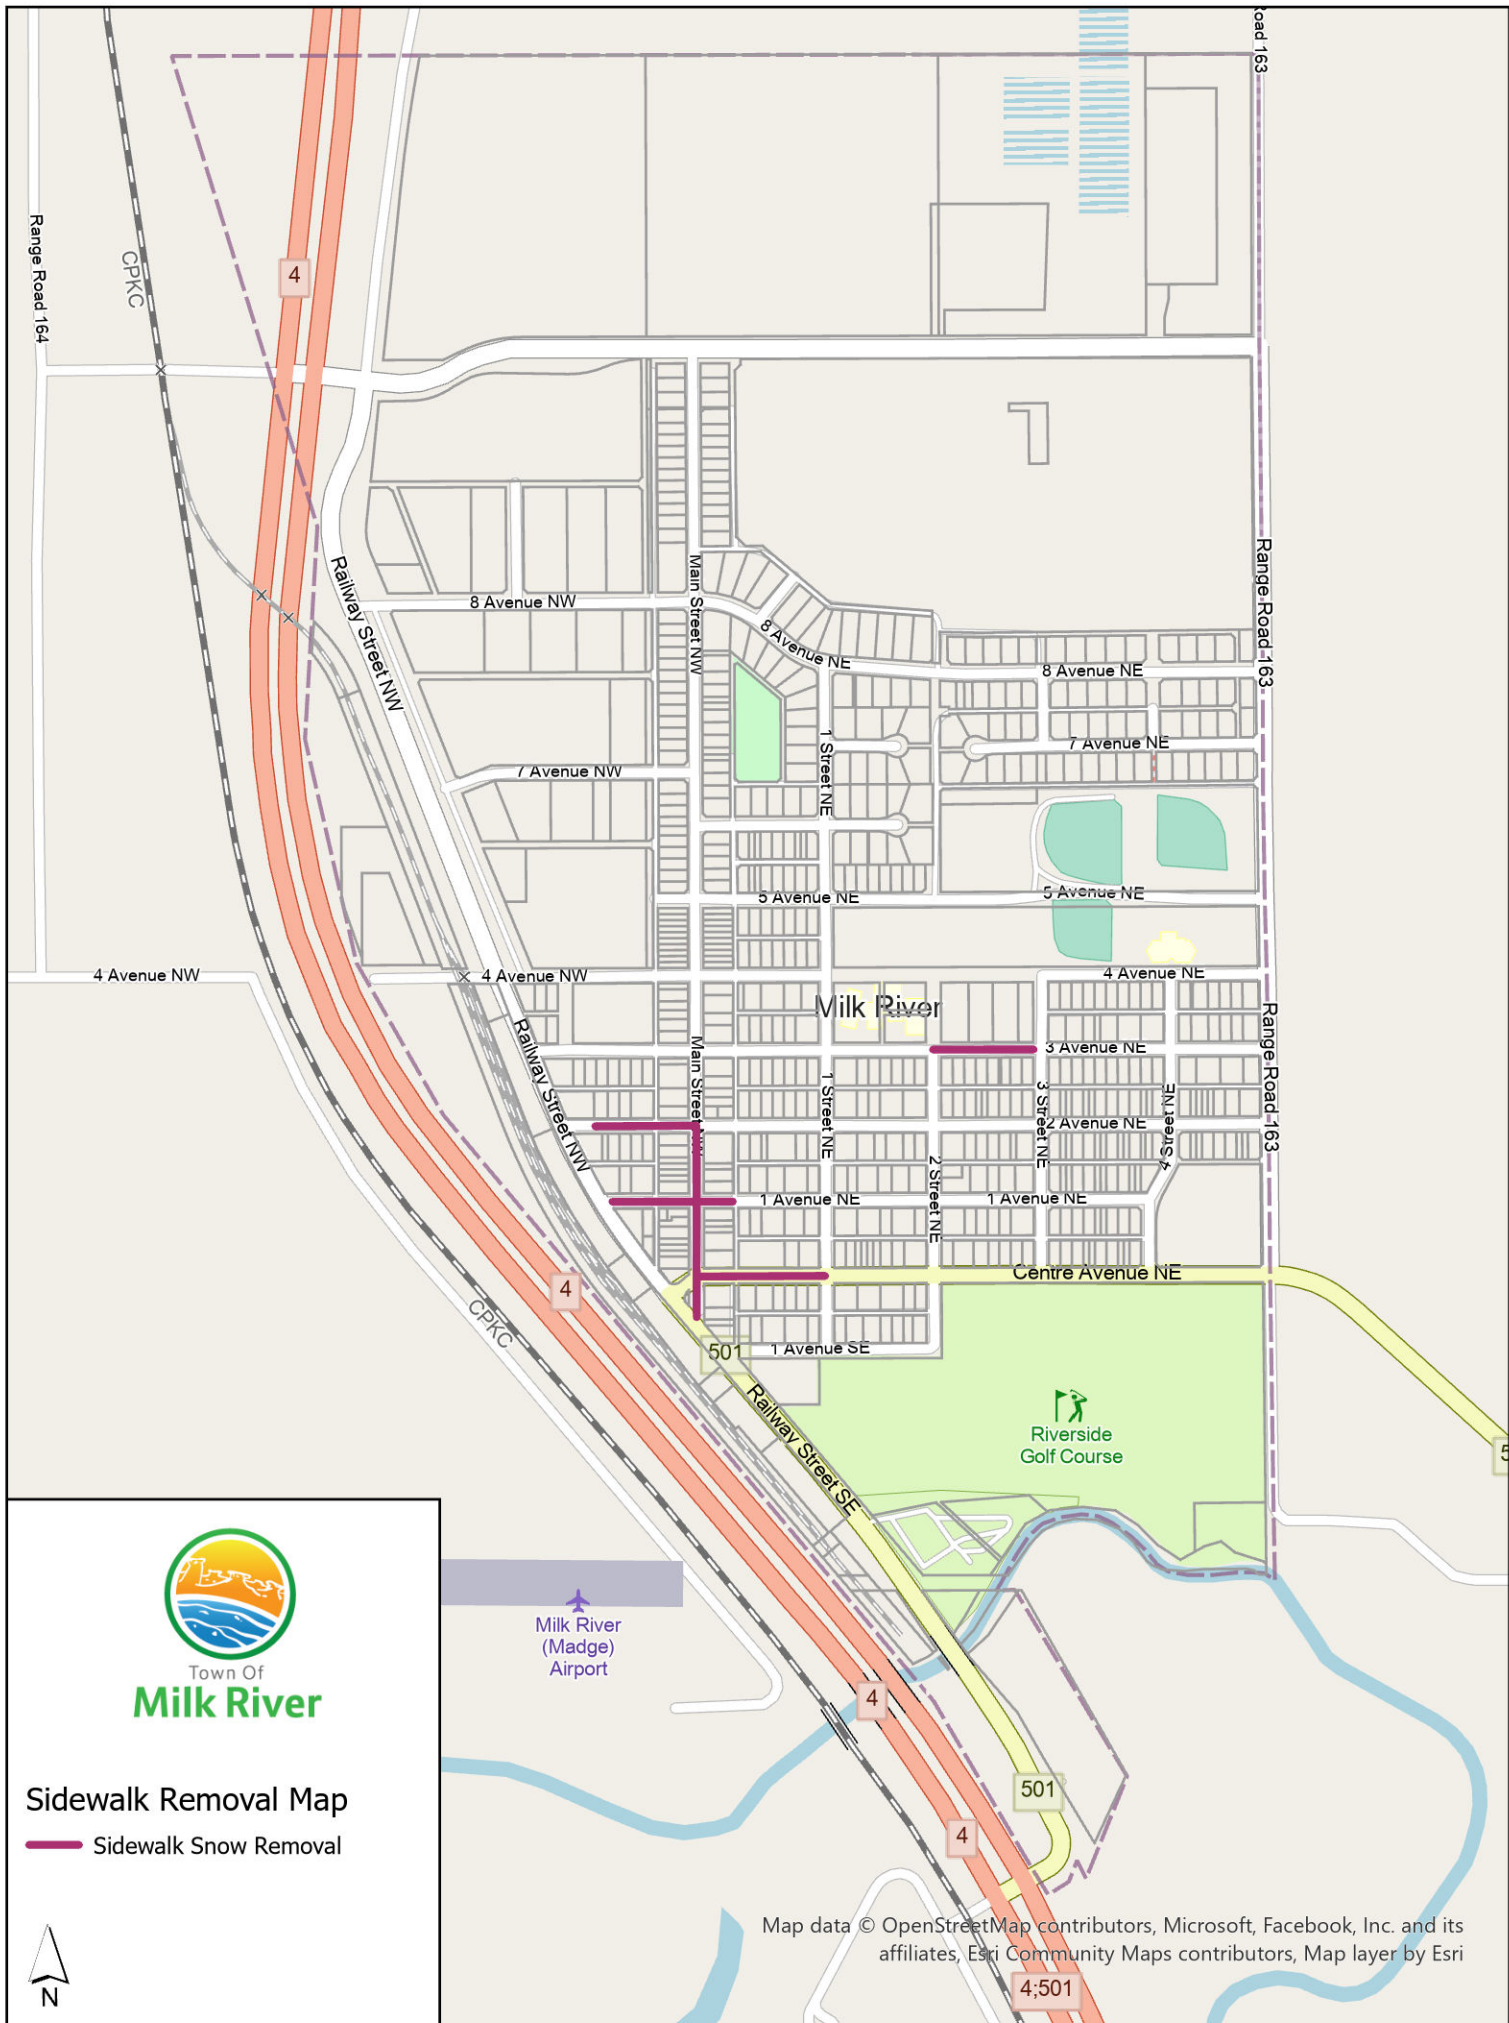 Road 163
Range Road 164
CPKC
4
Railway Street NW
8 Avenue NW
Main Street NW
8 Avenue NE
8 Avenue NE
Range Road 163
1 Street NE
7 Avenue NE
7 Avenue NW
5 Avenue NE
5 Avenue NE
4 Avenue NW
4 Avenue NW
4 Avenue NE
Milk River
Railway Street NW
Main Street NW
3 Avenue NE
Range Road 163
1 Street NE
3 Street NE
2 Avenue NE
4 Street NE
2 Street NE
1 Avenue NE
1 Avenue NE
Centre Avenue NE
4
CPKC
501
1 Avenue SE
Railway Street SE
Riverside
Golf Course
5
Milk River
(Madge)
Airport
4
501
4
4;501
Town Of
Milk River
Sidewalk Removal Map
Sidewalk Snow Removal
N
Map data © OpenStreetMap contributors, Microsoft, Facebook, Inc. and its
affiliates, Esri Community Maps contributors, Map layer by Esri